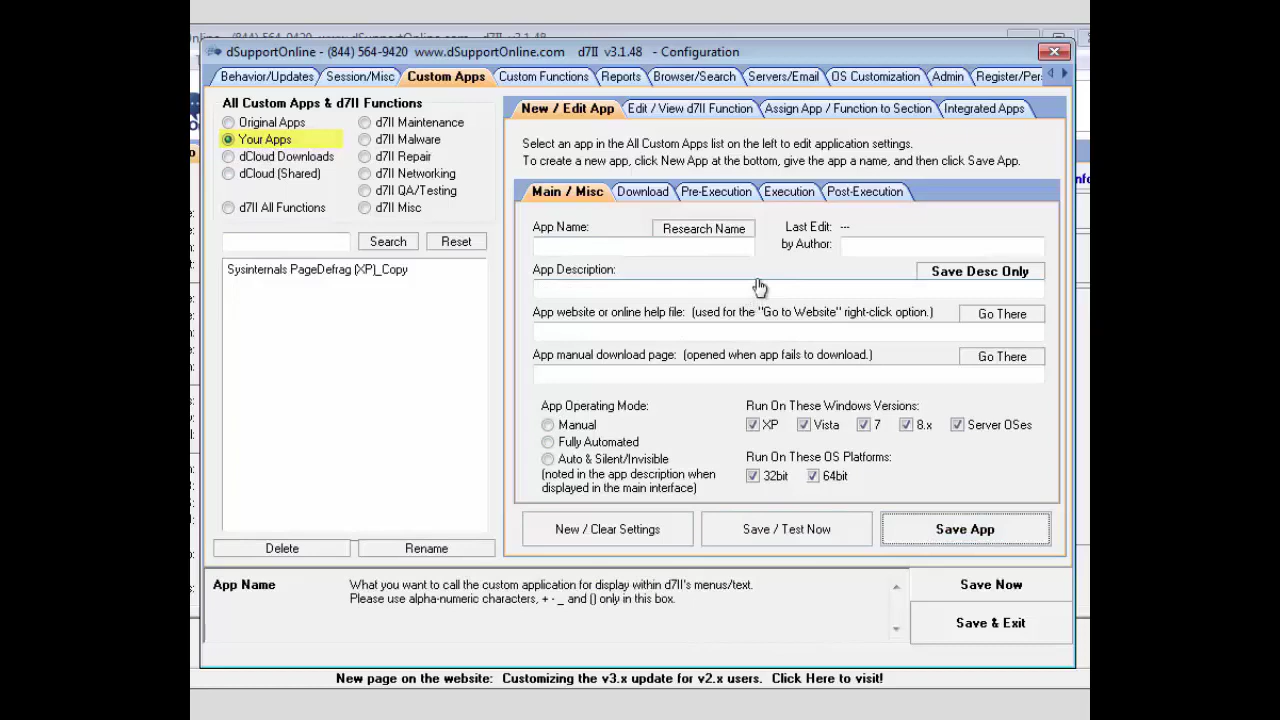 dSupportOnline - (844) 564-9420 www.dSupportOnline.com d7II v3.1.48 - Configuration
Behavior/Updates Session/Misc Custom Apps Custom Functions Reports Browser/Search Servers/Email OS Customization Admin Register/Per
All Custom Apps & d7II Functions
Original Apps d7II Maintenance
Your Apps d7II Malware
dCloud Downloads d7II Repair
dCloud (Shared) d7II Networking
d7II QA/Testing
d7II All Functions d7II Misc
Search Reset
Sysinternals PageDefrag (XP)_Copy
Delete Rename
New / Edit App Edit / View d7II Function Assign App / Function to Section Integrated Apps
Select an app in the All Custom Apps list on the left to edit application settings.
To create a new app, click New App at the bottom, give the app a name, and then click Save App.
Main / Misc Download Pre-Execution Execution Post-Execution
App Name: Research Name Last Edit: ---
by Author:
App Description: Save Desc Only
App website or online help file: (used for the "Go to Website" right-click option.) Go There
App manual download page: (opened when app fails to download.) Go There
App Operating Mode:
Manual
Fully Automated
Auto & Silent/Invisible
(noted in the app description when
displayed in the main interface)
Run On These Windows Versions:
XP Vista 7 8.x Server OSes
Run On These OS Platforms:
32bit 64bit
New / Clear Settings Save / Test Now Save App
App Name What you want to call the custom application for display within d7II's menus/text.
Please use alpha-numeric characters, + - _ and () only in this box.
Save Now
Save & Exit
New page on the website: Customizing the v3.x update for v2.x users. Click Here to visit!